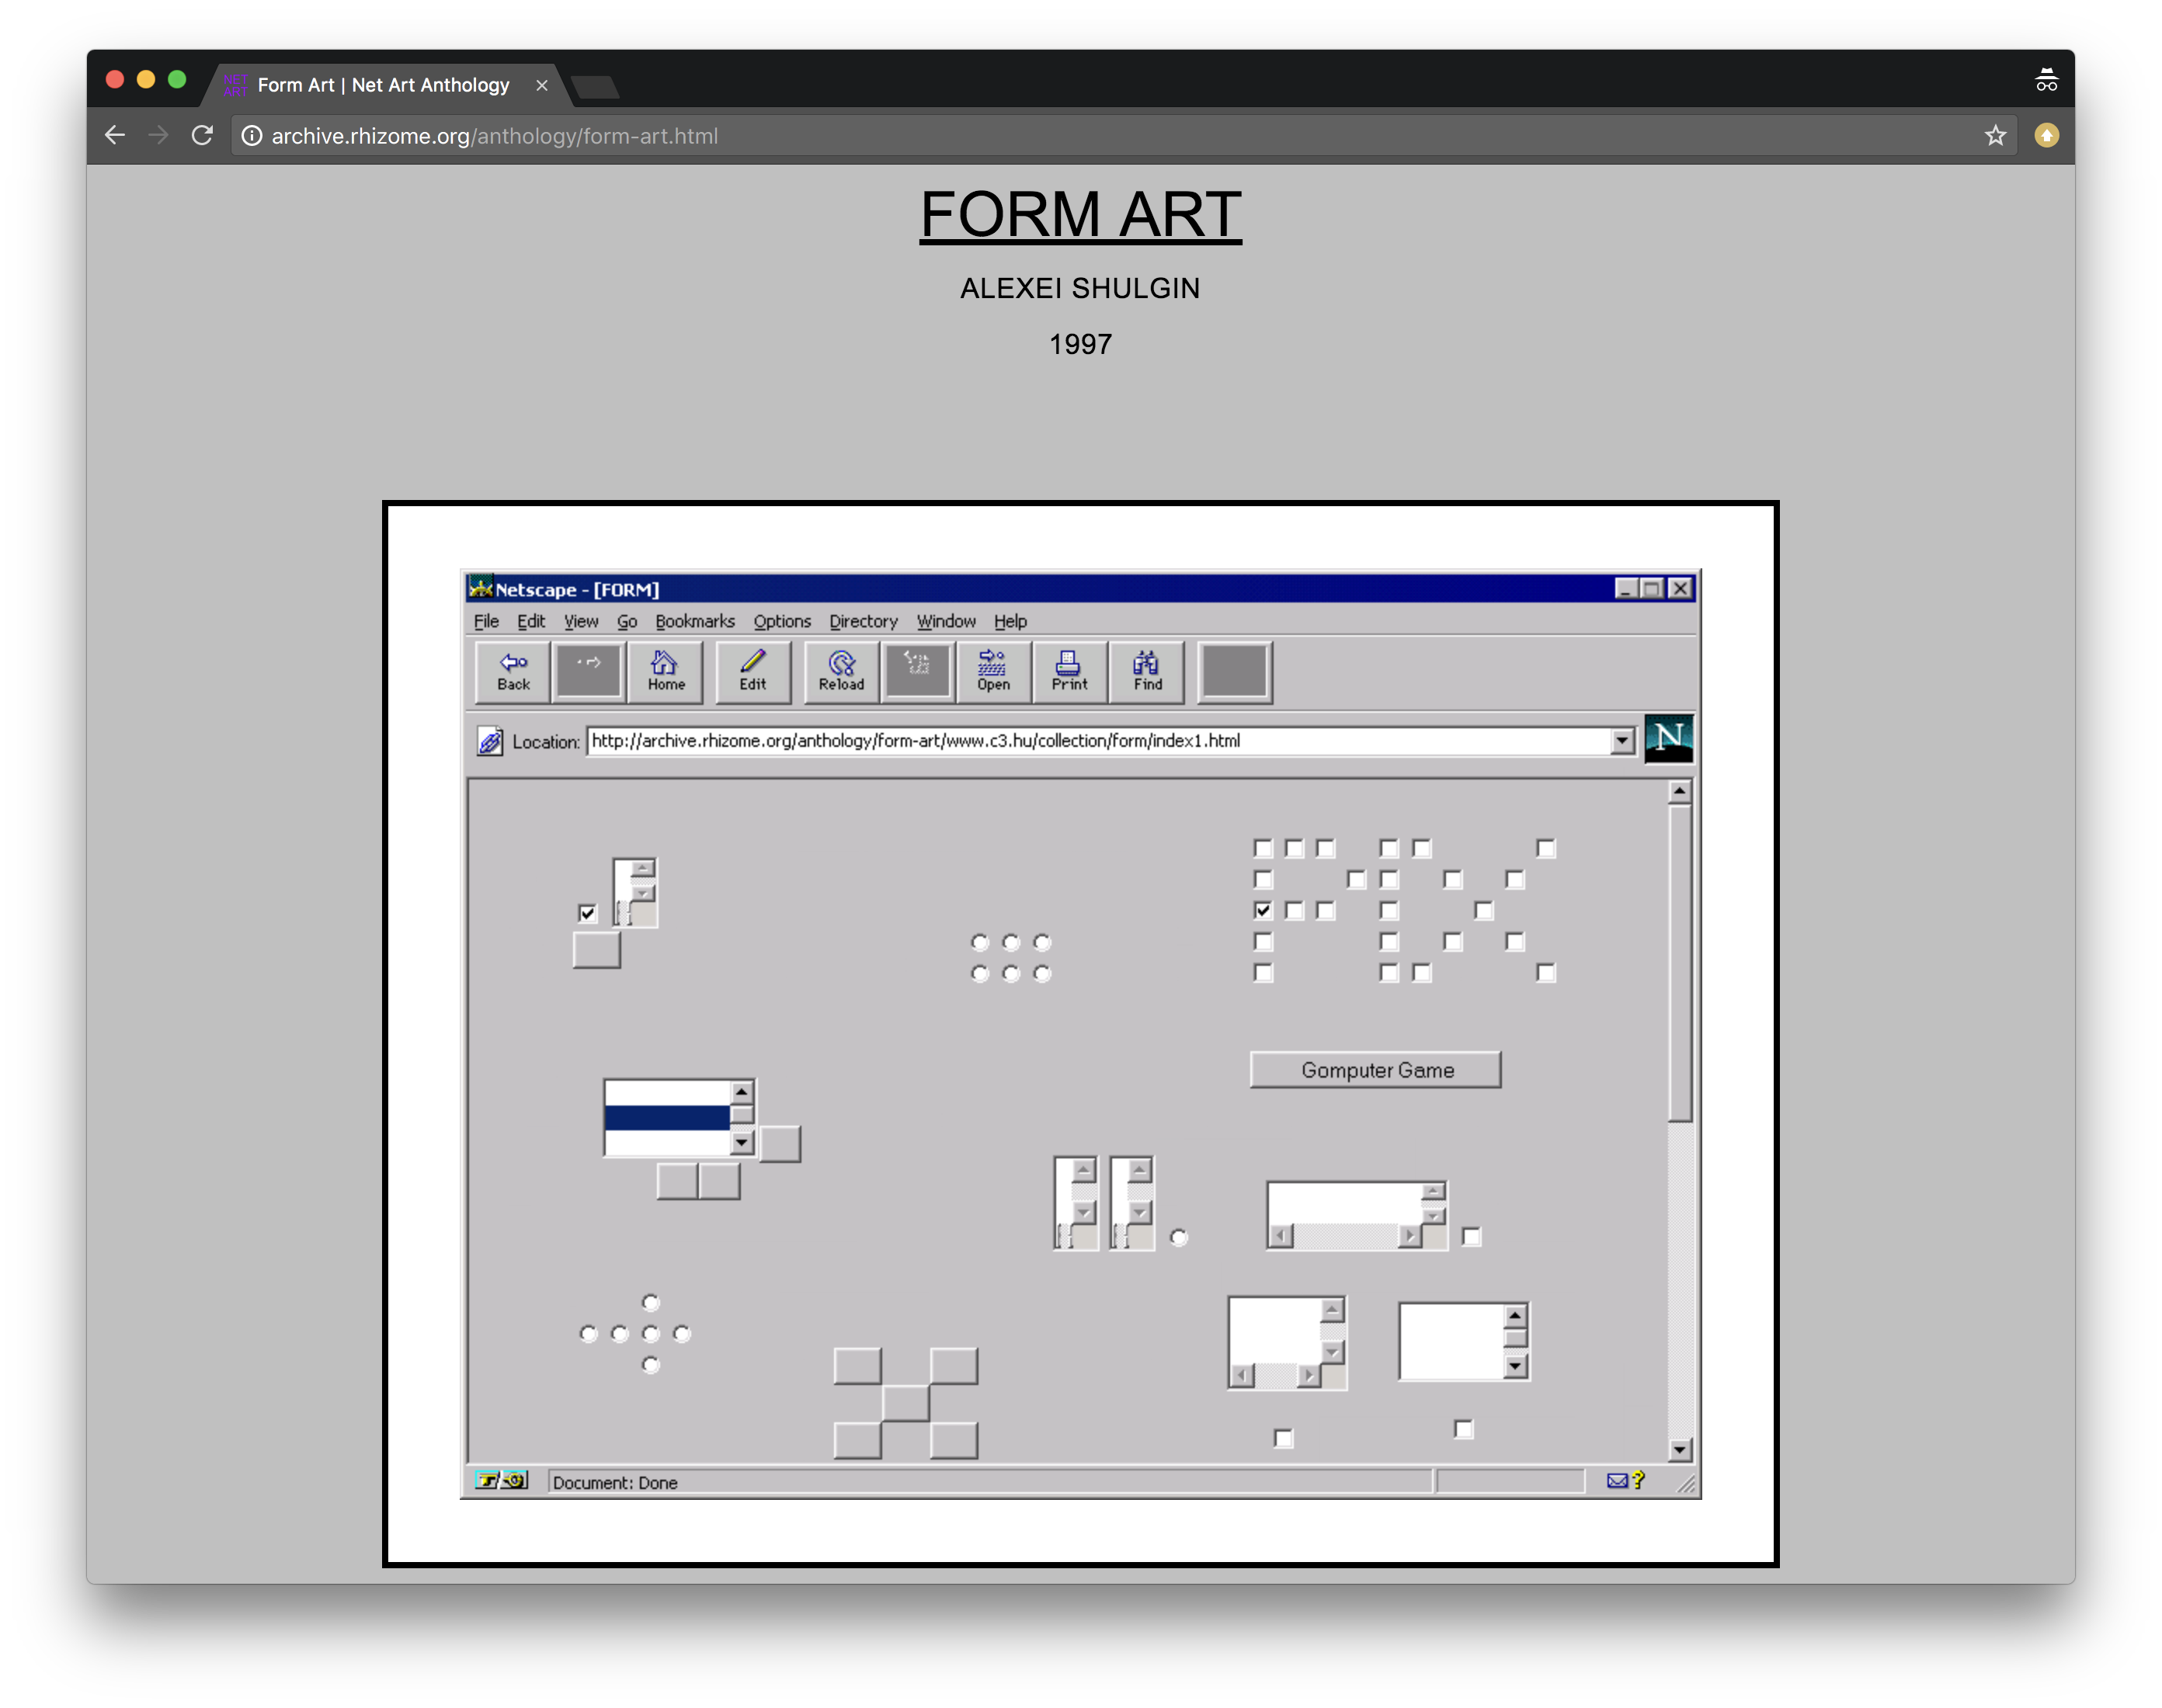 NET
ART
Form Art | Net Art Anthology
archive.rhizome.org/anthology/form-art.html
FORM ART
ALEXEI SHULGIN
1997
Netscape - [FORM]
File Edit View Go Bookmarks Options Directory Window Help
Back Home Edit Reload Open Print Find
Location: http://archive.rhizome.org/anthology/form-art/www.c3.hu/collection/form/index1.html
N
Gomputer Game
Document: Done